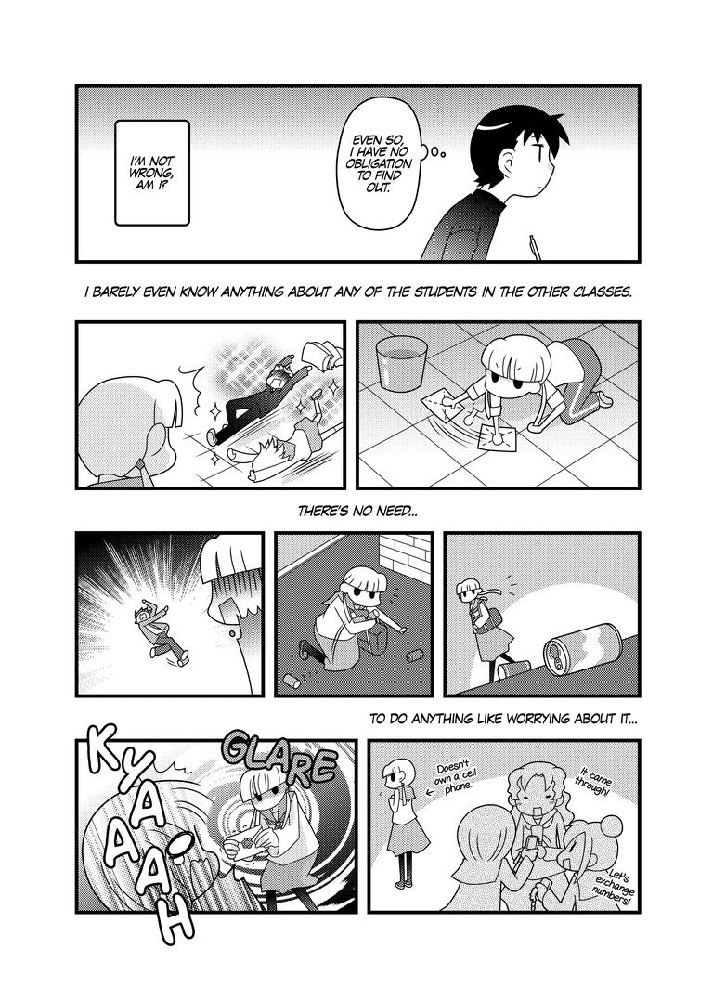 EVEN SO,
I HAVE NO
OBLIGATION
TO FIND
OUT.
I'M NOT
WRONG,
AM I?
I BARELY EVEN KNOW ANYTHING ABOUT ANY OF THE STUDENTS IN THE OTHER CLASSES.
THERE'S NO NEED...
TO DO ANYTHING LIKE WORRYING ABOUT IT...
It came
through!
Doesn't
own a cell
phone.
Let's
exchange
numbers!
GLARE
KYAAAAH